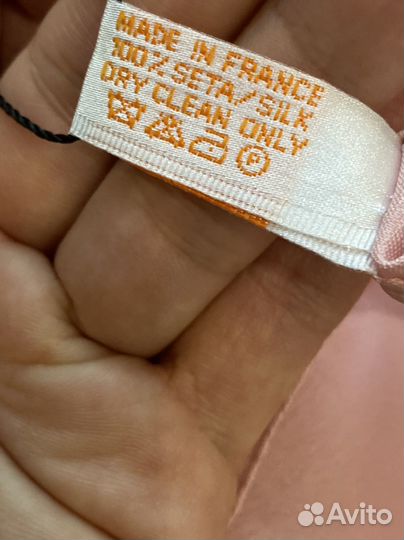 MADE IN FRANCE
100% SETA/SILK
DRY CLEAN ONLY
P
Avito